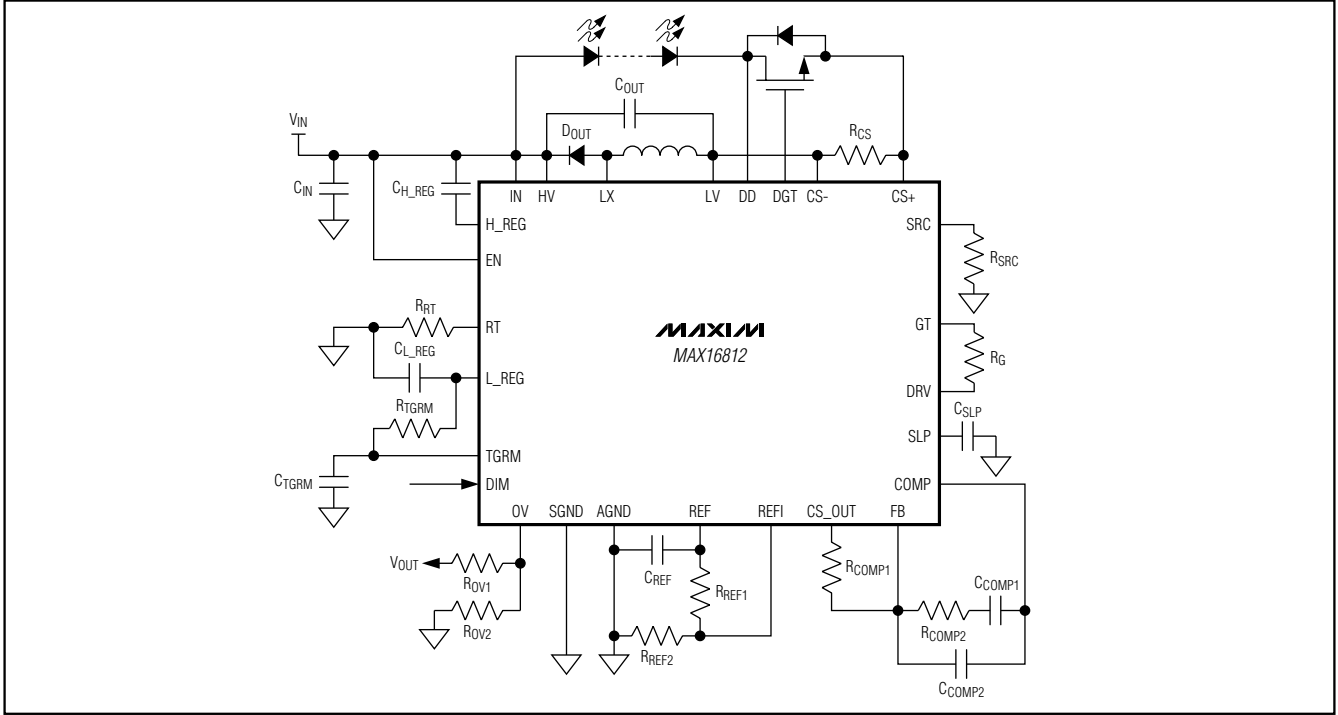 COUT
VIN
DOUT
RCS
CIN
CH_REG
IN HV LX LV DD DGT CS- CS+
H_REG
SRC
EN
RSRC
RRT
RT
GT
MAXIM
MAX16812
CL_REG
RG
L_REG
DRV
RTGRM
CSLP
SLP
TGRM
CTGRM
DIM
COMP
OV SGND AGND REF REFI CS_OUT FB
VOUT
ROV1
CREF
RREF1
RCOMP1
CCOMP1
ROV2
RREF2
RCOMP2
CCOMP2